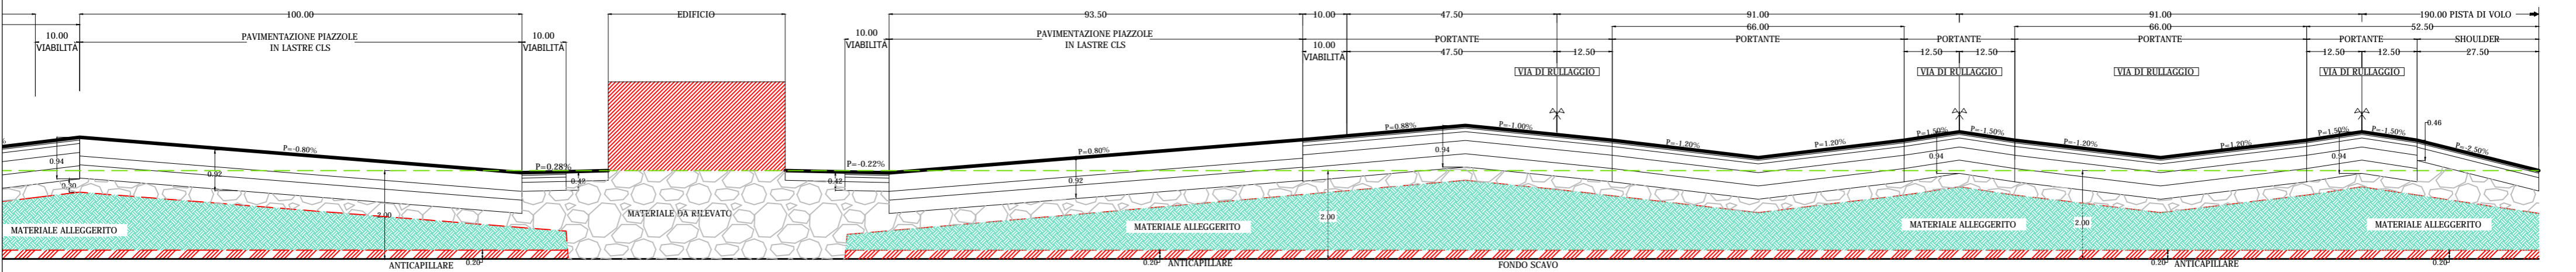 100.00
EDIFICIO
93.50
10.00
47.50
91.00
91.00
190.00 PISTA DI VOLO
66.00
66.00
52.50
10.00
VIABILITÀ
PAVIMENTAZIONE PIAZZOLE
IN LASTRE CLS
10.00
VIABILITÀ
10.00
VIABILITÀ
PAVIMENTAZIONE PIAZZOLE
IN LASTRE CLS
10.00
VIABILITÀ
PORTANTE
PORTANTE
PORTANTE
PORTANTE
PORTANTE
SHOULDER
47.50
12.50
12.50
12.50
12.50
12.50
27.50
VIA DI RULLAGGIO
VIA DI RULLAGGIO
VIA DI RULLAGGIO
VIA DI RULLAGGIO
%
P=-0.80%
P=0.28%
P=-0.22%
P=0.80%
P=0.88%
P=-1.00%
P=-1.20%
P=1.20%
P=1.50%
P=-1.50%
P=-1.20%
P=1.20%
P=1.50%
P=-1.50%
0.46
P=-2.50%
0.94
0.30
0.92
0.42
0.42
0.92
0.94
0.94
0.94
2.00
MATERIALE DA RILEVATO
2.00
2.00
MATERIALE ALLEGGERITO
MATERIALE ALLEGGERITO
MATERIALE ALLEGGERITO
MATERIALE ALLEGGERITO
ANTICAPILLARE
0.20
0.20
ANTICAPILLARE
FONDO SCAVO
0.20
ANTICAPILLARE
0.20